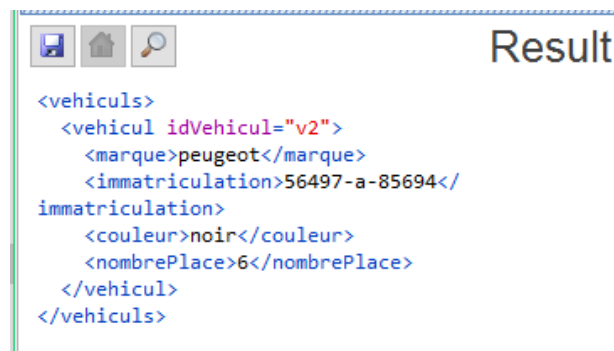 Result
<vehiculs>
<vehicul idVehicul="v2">
<marque>peugeot</marque>
<immatriculation>56497-a-85694</
immatriculation>
<couleur>noir</couleur>
<nombrePlace>6</nombrePlace>
</vehicul>
</vehiculs>